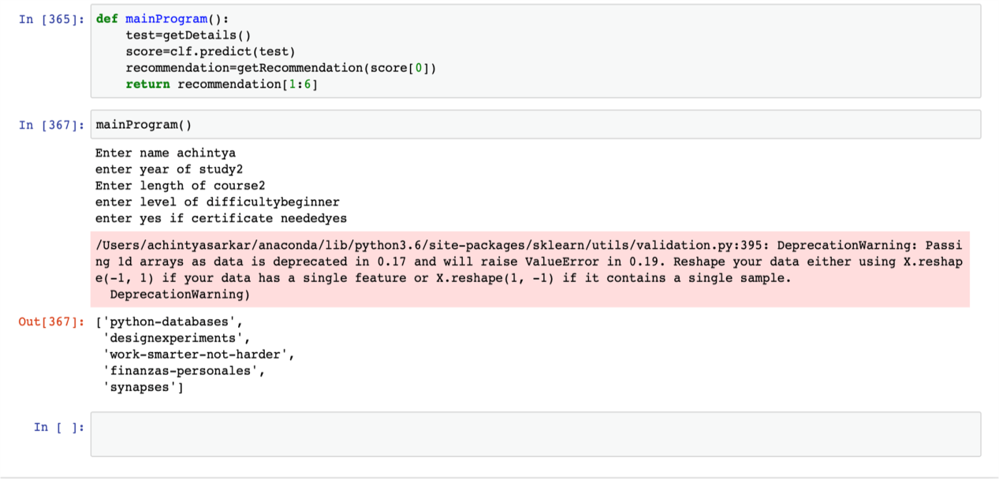 In [365]: def mainProgram():
    test=getDetails()
    score=clf.predict(test)
    recommendation=getRecommendation(score[0])
    return recommendation[1:6]
In [367]: mainProgram()
Enter name achintya
enter year of study2
Enter length of course2
enter level of difficultybeginner
enter yes if certificate neededyes
/Users/achintyasarkar/anaconda/lib/python3.6/site-packages/sklearn/utils/validation.py:395: DeprecationWarning: Passi
ng 1d arrays as data is deprecated in 0.17 and will raise ValueError in 0.19. Reshape your data either using X.reshap
e(-1, 1) if your data has a single feature or X.reshape(1, -1) if it contains a single sample.
  DeprecationWarning)
Out[367]: ['python-databases',
 'designexperiments',
 'work-smarter-not-harder',
 'finanzas-personales',
 'synapses']
In [ ]: